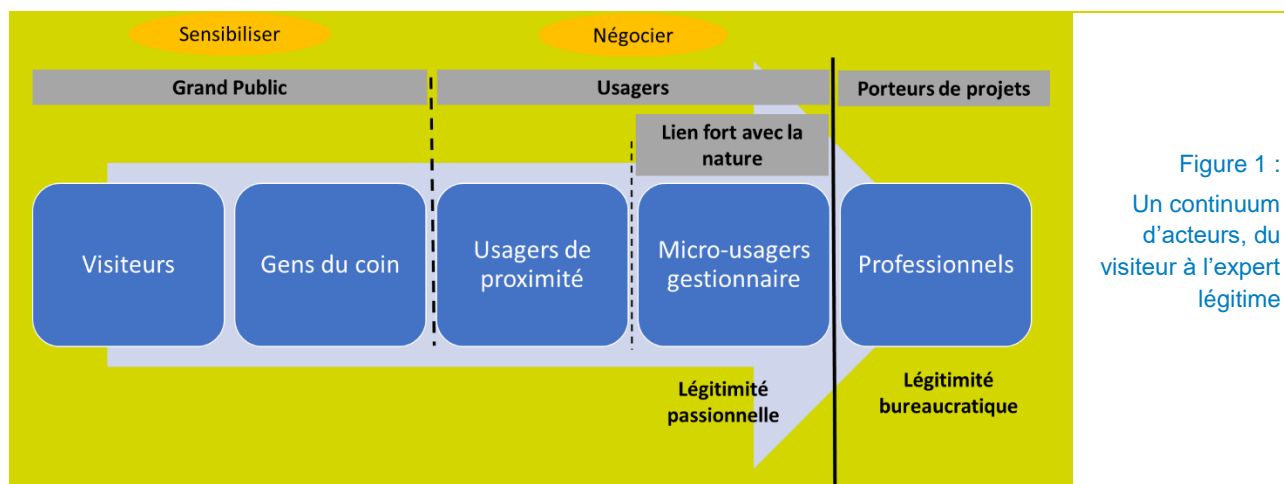 Sensibiliser
Négocier
Grand Public
Usagers
Porteurs de projets
Lien fort avec la
nature
Visiteurs
Gens du coin
Usagers de
proximité
Micro-usagers
gestionnaire
Professionnels
Légitimité
passionnelle
Légitimité
bureaucratique
Figure 1 :
Un continuum
d’acteurs, du
visiteur à l’expert
légitime